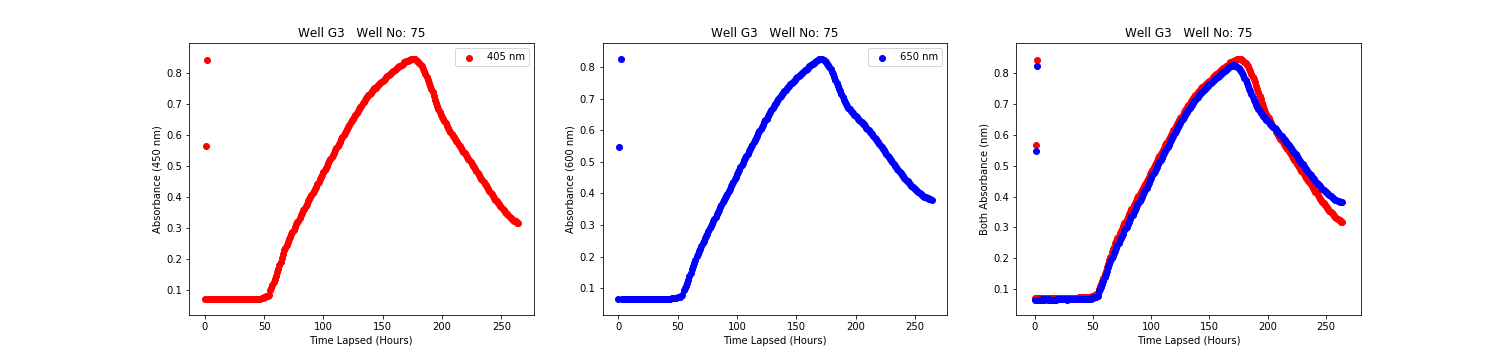 Well G3   Well No: 75
405 nm
Absorbance (450 nm)
0.8
0.7
0.6
0.5
0.4
0.3
0.2
0.1
0 50 100 150 200 250
Time Lapsed (Hours)
Well G3   Well No: 75
650 nm
Absorbance (600 nm)
0.8
0.7
0.6
0.5
0.4
0.3
0.2
0.1
0 50 100 150 200 250
Time Lapsed (Hours)
Well G3   Well No: 75
Both Absorbance (nm)
0.8
0.7
0.6
0.5
0.4
0.3
0.2
0.1
0 50 100 150 200 250
Time Lapsed (Hours)